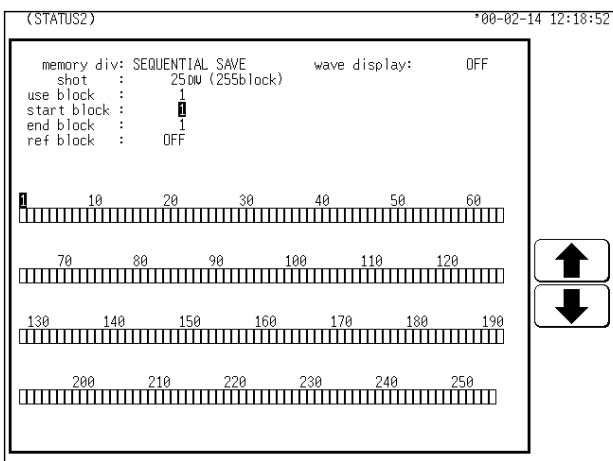 (STATUS2) '00-02-14 12:18:52
memory div: SEQUENTIAL SAVE wave display: OFF
shot : 25DIV (255block)
use block : 1
start block : 1
end block : 1
ref block : OFF
1 10 20 30 40 50 60
70 80 90 100 110 120
130 140 150 160 170 180 190
200 210 220 230 240 250